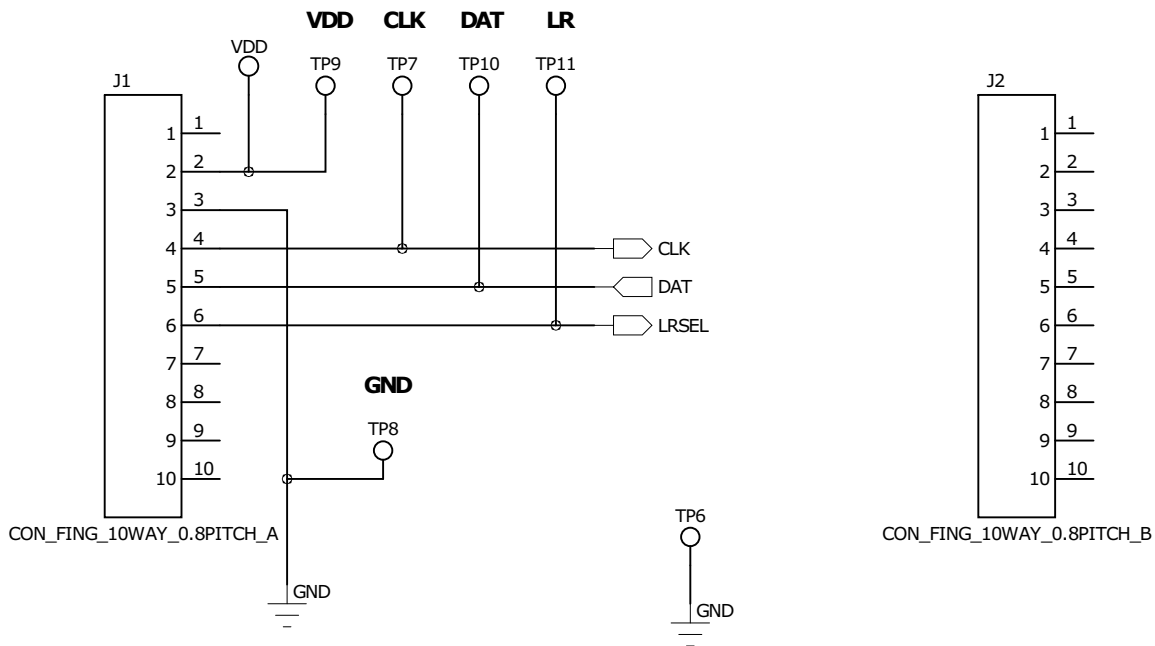 VDD CLK DAT LR
VDD
TP9 TP7 TP10 TP11
J1 J2
1 1 1 1
2 2 2 2
3 3 3 3
4 4 CLK 4 4
5 5 DAT 5 5
6 6 LRSEL 6 6
7 7 7 7
GND
8 8 8 8
TP8
9 9 9 9
10 10 10 10
CON_FING_10WAY_0.8PITCH_A CON_FING_10WAY_0.8PITCH_B
TP6
GND
GND